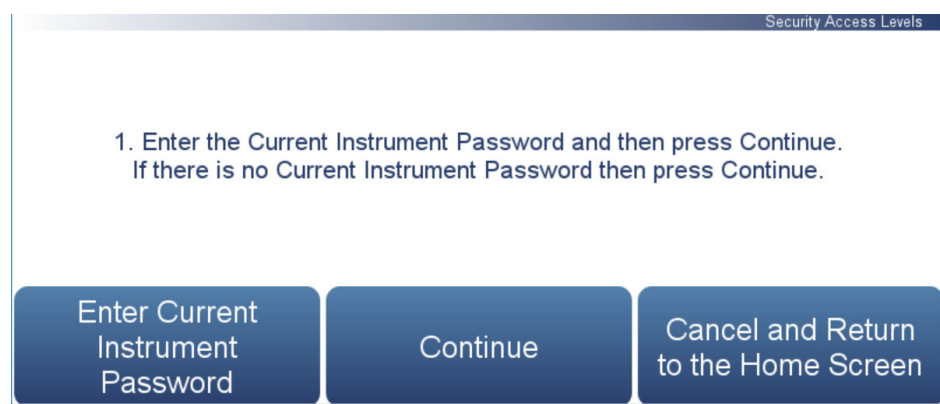 Security Access Levels
1. Enter the Current Instrument Password and then press Continue.
If there is no Current Instrument Password then press Continue.
Enter Current
Instrument
Password
Continue
Cancel and Return
to the Home Screen